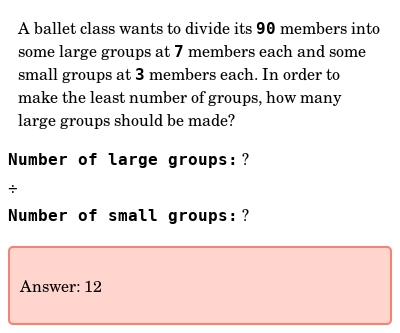 A ballet class wants to divide its 90 members into
some large groups at 7 members each and some
small groups at 3 members each. In order to
make the least number of groups, how many
large groups should be made?
Number of large groups: ?
÷
Number of small groups: ?
Answer: 12